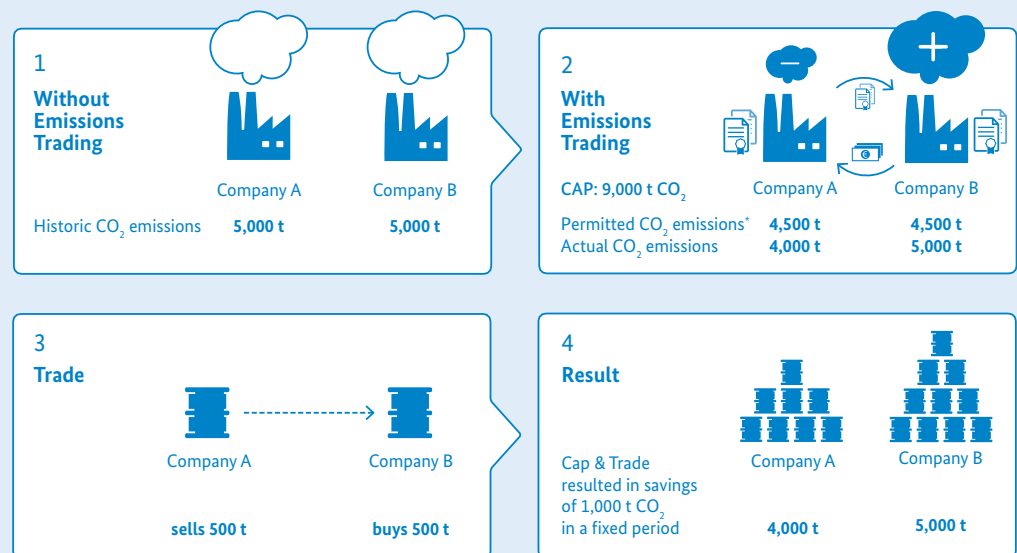 1
Without
Emissions
Trading
Company A
Company B
Historic CO₂ emissions 5,000 t 5,000 t
2
With
Emissions
Trading
CAP: 9,000 t CO₂ Company A Company B
Permitted CO₂ emissions* 4,500 t 4,500 t
Actual CO₂ emissions 4,000 t 5,000 t
3
Trade
Company A Company B
sells 500 t buys 500 t
4
Result
Company A Company B
Cap & Trade
resulted in savings
of 1,000 t CO₂
in a fixed period 4,000 t 5,000 t